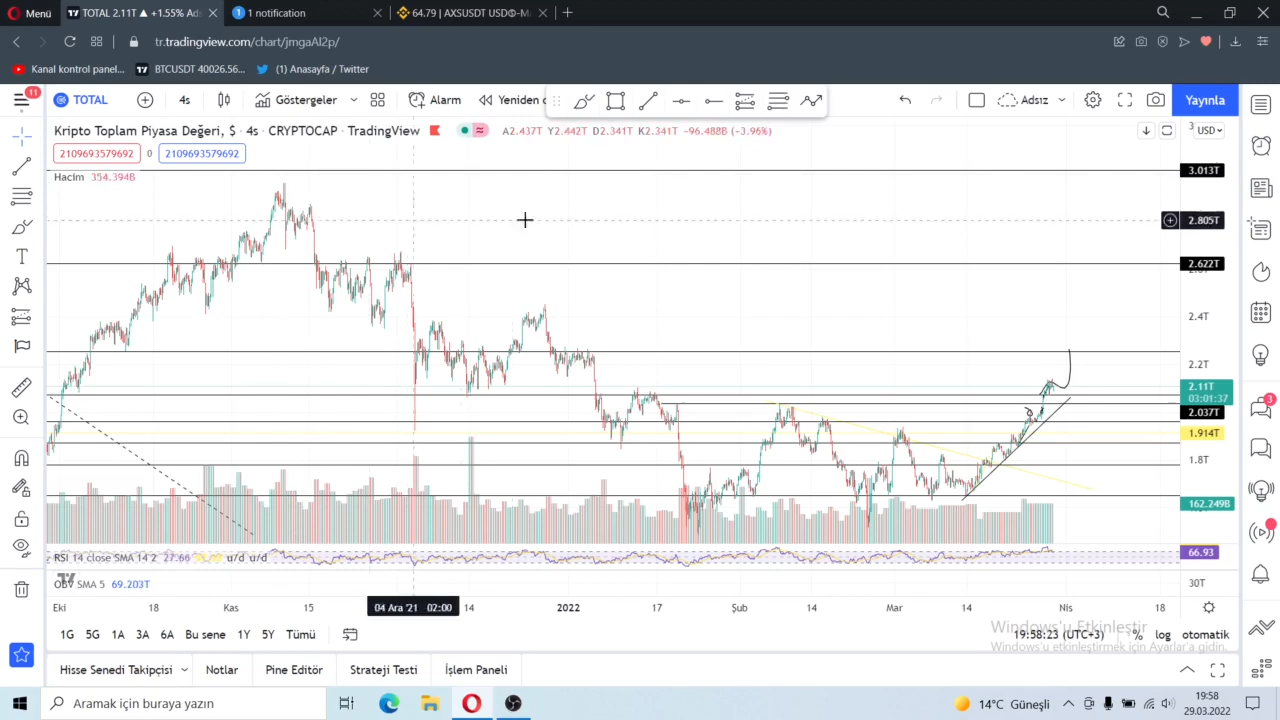 Menü
TOTAL 2.11T ▲ +1.55% Ads
1 notification
64.79 | AXSUSDT USDⓈ-M
tr.tradingview.com/chart/jmgaAl2p/
Kanal kontrol panel...
BTCUSDT 40026.56...
(1) Anasayfa / Twitter
11
TOTAL
4s
Göstergeler
Alarm
Yeniden
Adsız
Yayınla
Kripto Toplam Piyasa Değeri, $ · 4s · CRYPTOCAP · TradingView
A2.437T Y2.442T D2.341T K2.341T -96.488B (-3.96%)
USD
2109693579692 0 2109693579692
Hacim 354.394B
3.013T
2.805T
2.622T
2.4T
2.2T
2.11T
03:01:37
2.037T
1.914T
1.8T
162.249B
3
RSI 14 close SMA 14 2 27.66 u/d u/d
66.93
OBV SMA 5 69.203T
30T
Eki 18 Kas 15 04 Ara '21 02:00 14 2022 17 Şub 14 Mar 14 Nis 18
1G 5G 1A 3A 6A Bu sene 1Y 5Y Tümü
19:58:23 (UTC+3) % log otomatik
Windows'u Etkinleştir
Windows'u etkinleştirmek için Ayarlar'a gidin.
Hisse Senedi Takipçisi Notlar Pine Editör Strateji Testi İşlem Paneli
Aramak için buraya yazın
14°C Güneşli
19:58
29.03.2022